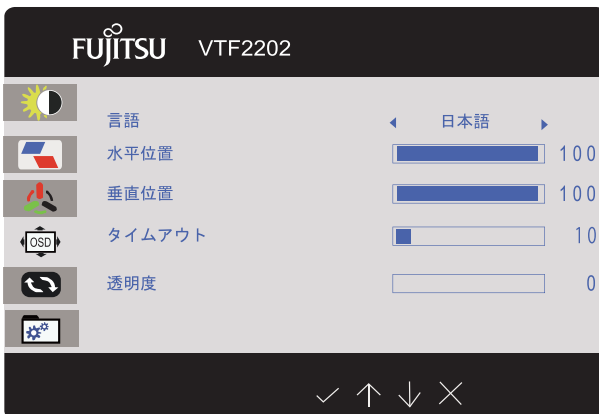 FUJITSU VTF2202
言語 日本語
水平位置 100
垂直位置 100
タイムアウト 10
OSD
透明度 0